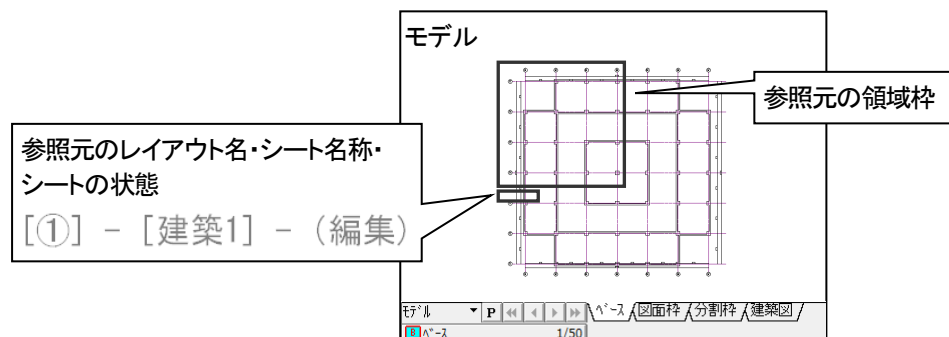 モデル
参照元の領域枠
参照元のレイアウト名・シート名称・
シートの状態
[①] － [建築1] － (編集)
ﾓﾃﾞﾙ P ﾍﾞｰｽ 図面枠 分割枠 建築図
B ﾍﾞｰｽ 1/50